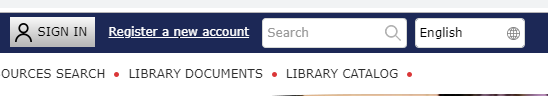 SIGN IN Register a new account Search English
OURCES SEARCH • LIBRARY DOCUMENTS • LIBRARY CATALOG •